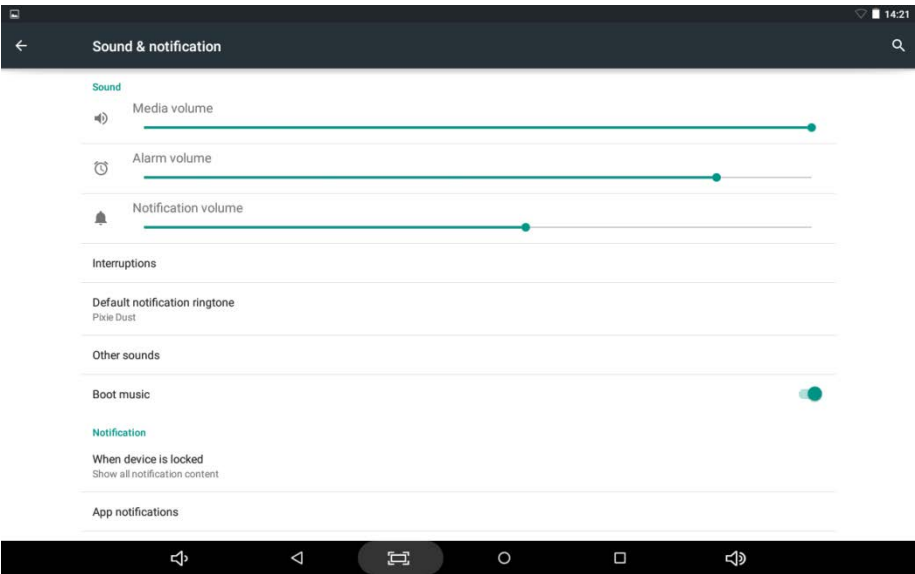 14:21
Sound & notification
Sound
Media volume
Alarm volume
Notification volume
Interruptions
Default notification ringtone
Pixie Dust
Other sounds
Boot music
Notification
When device is locked
Show all notification content
App notifications